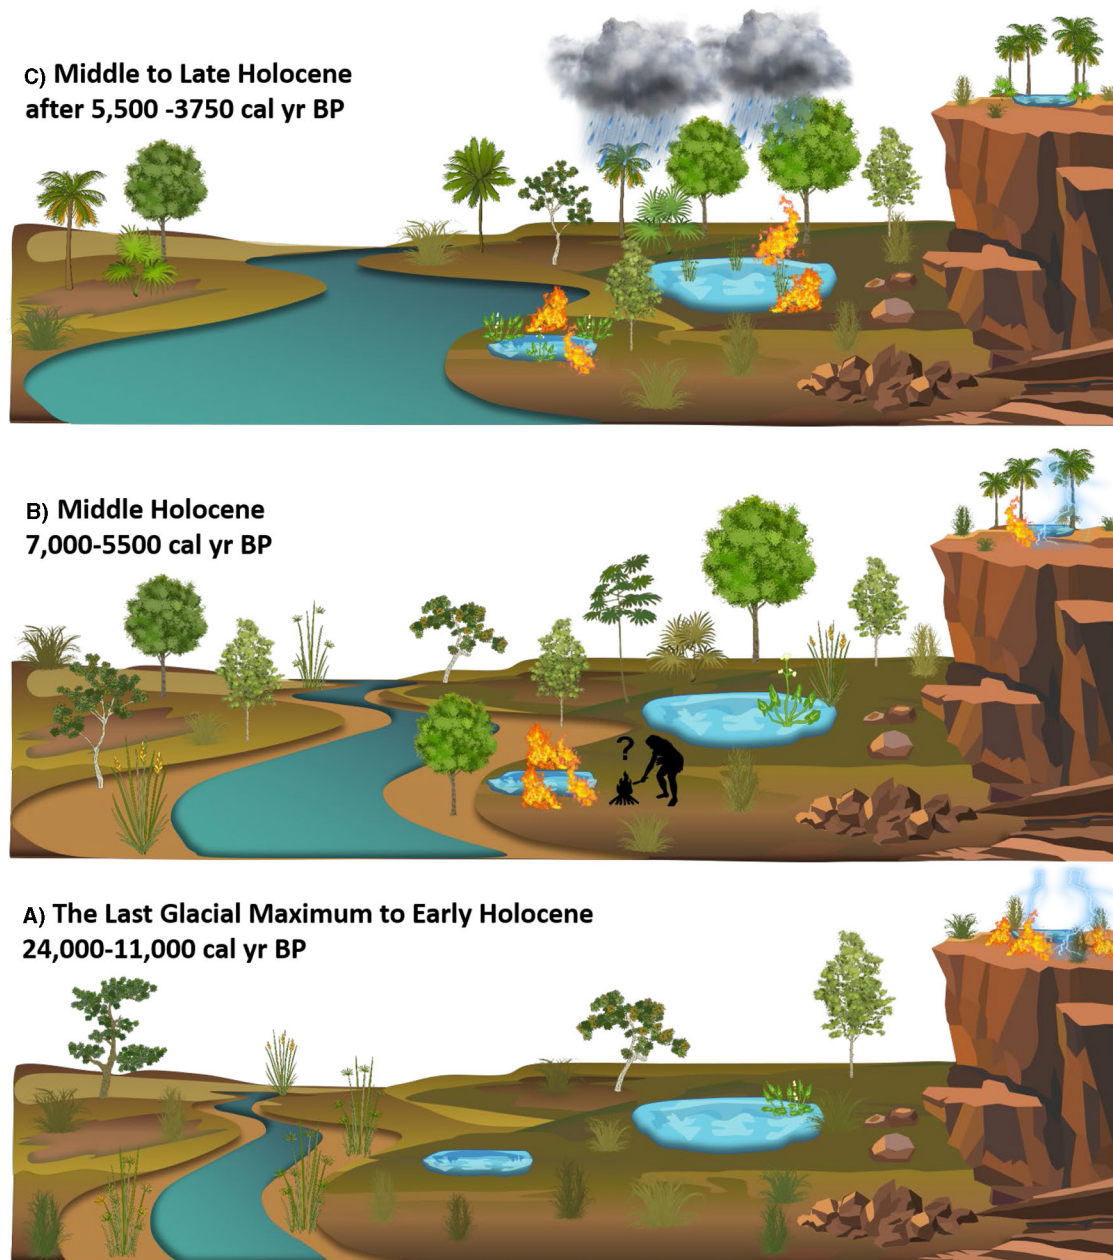 C) Middle to Late Holocene
after 5,500 -3750 cal yr BP
B) Middle Holocene
7,000-5500 cal yr BP
?
A) The Last Glacial Maximum to Early Holocene
24,000-11,000 cal yr BP